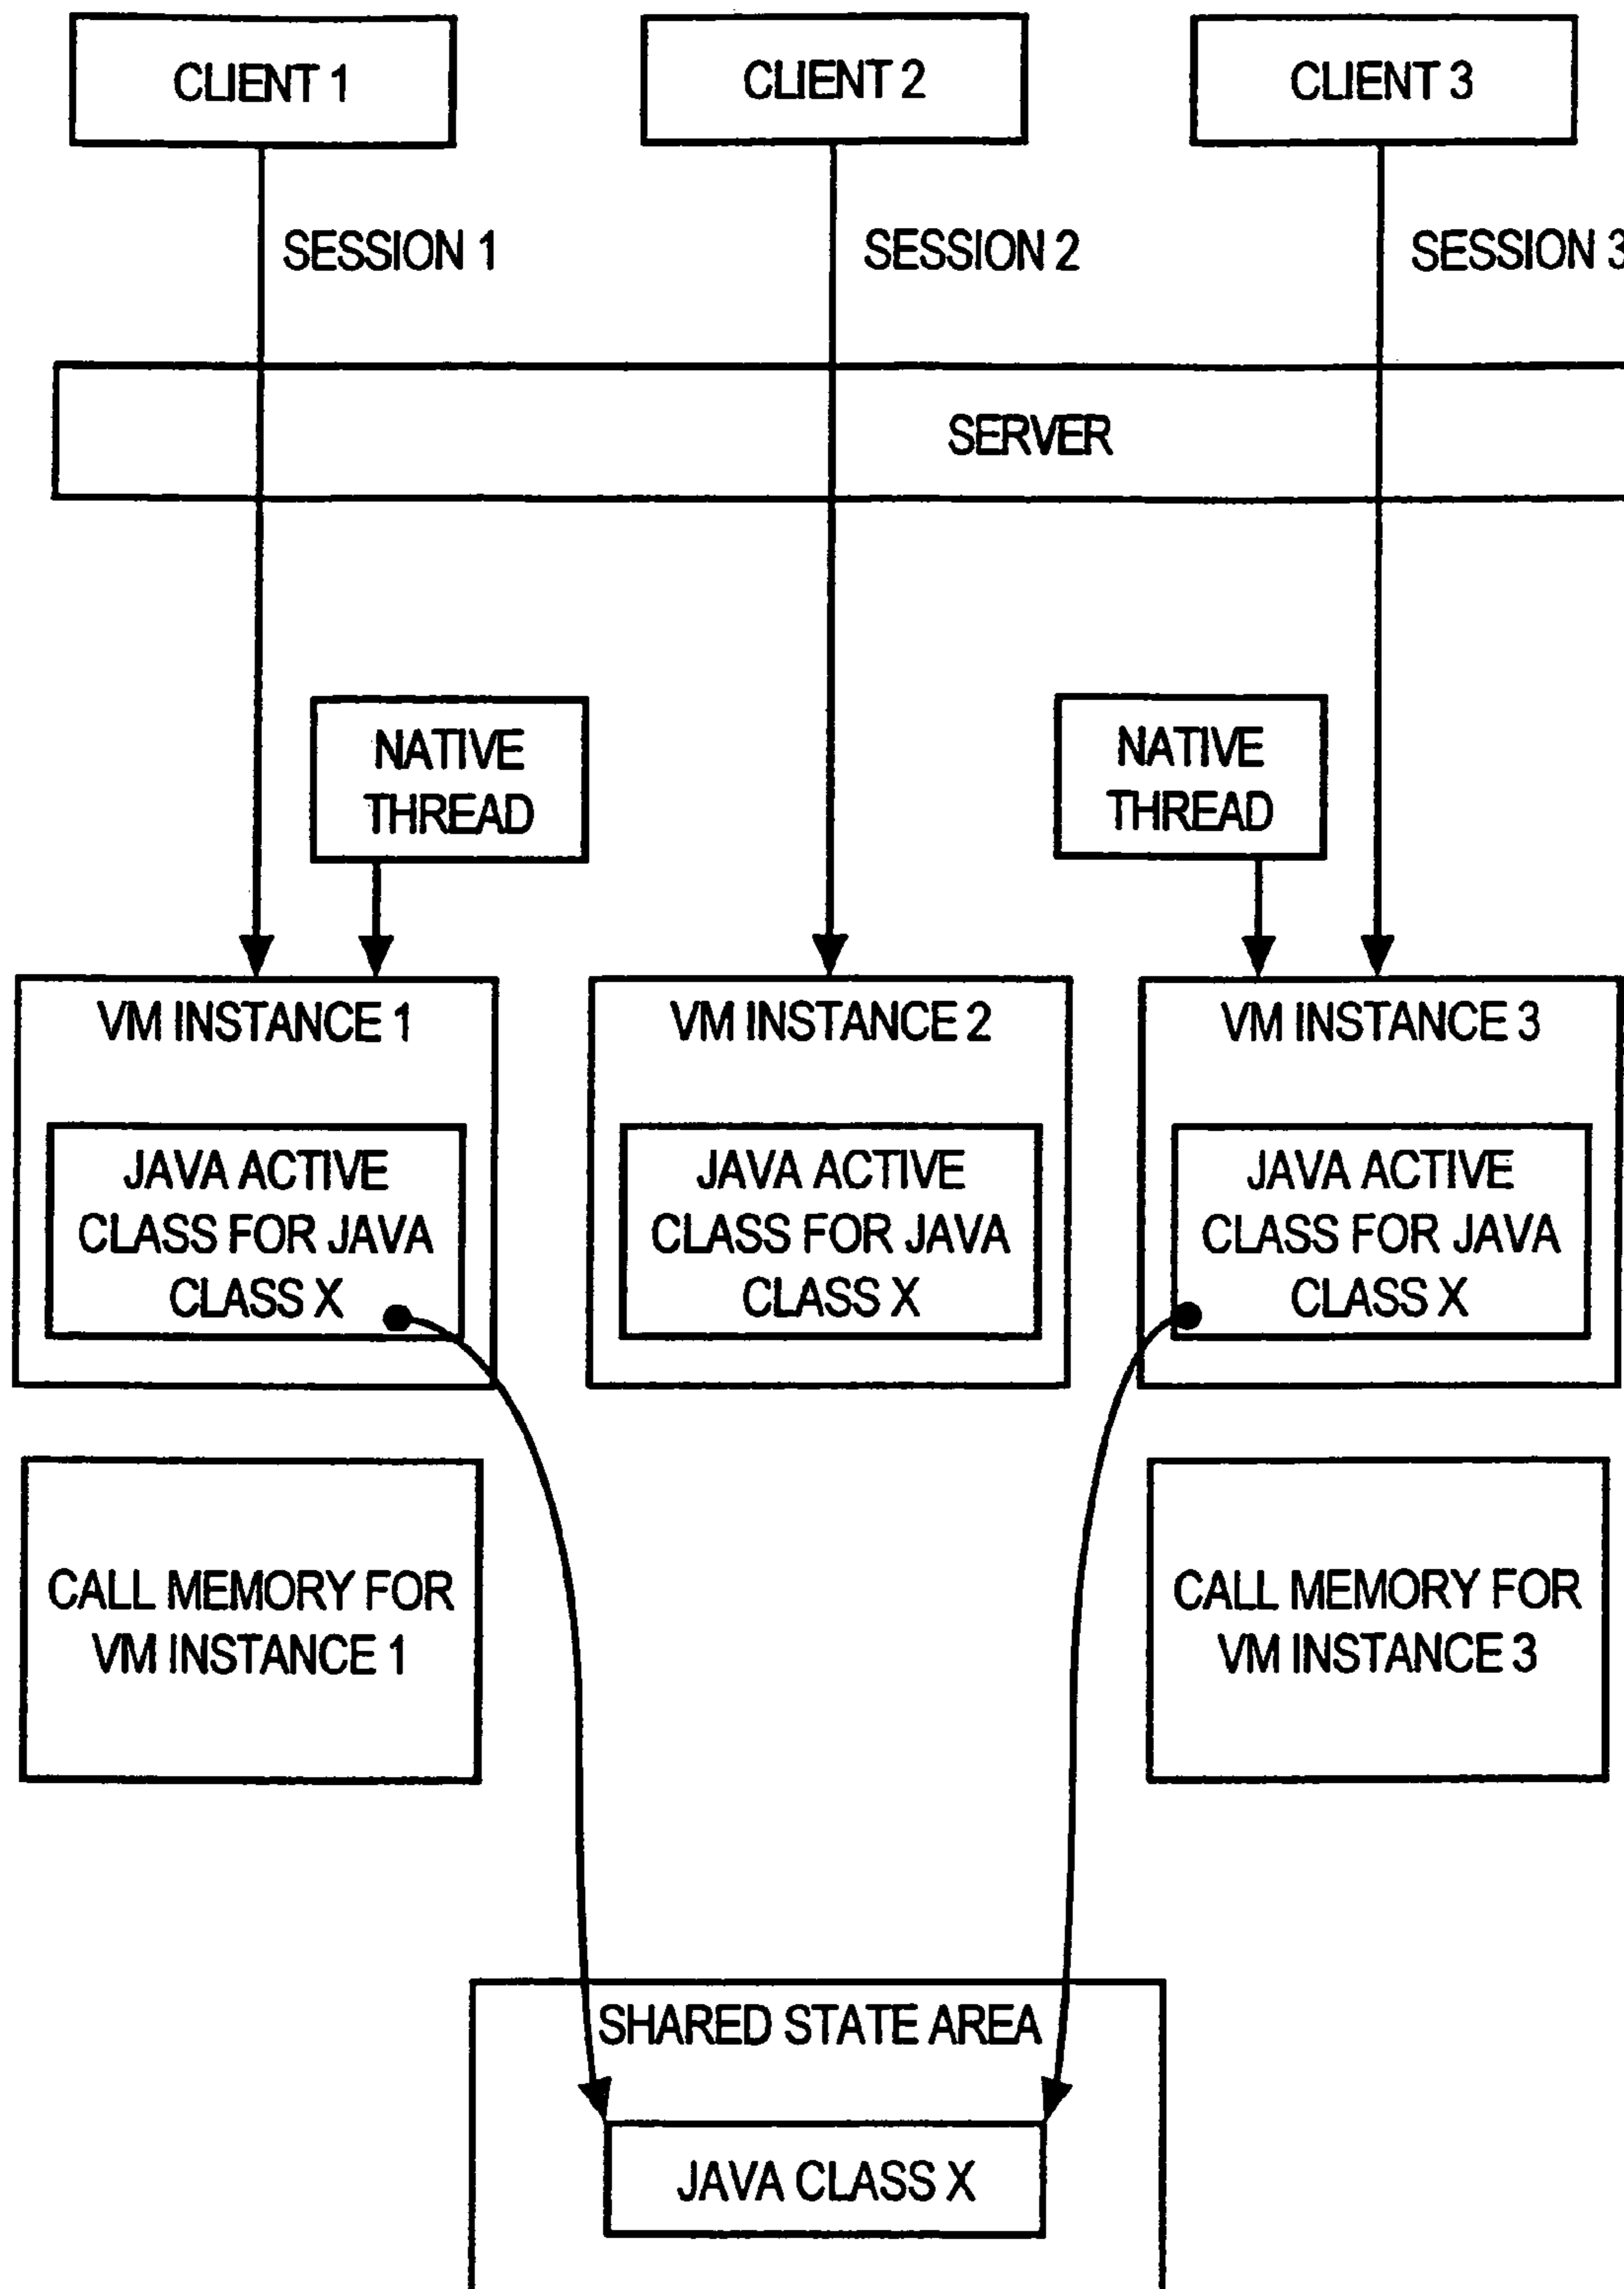 CLIENT 1
CLIENT 2
CLIENT 3
SESSION 1
SESSION 2
SESSION 3
SERVER
NATIVE
THREAD
NATIVE
THREAD
VM INSTANCE 1
JAVA ACTIVE
CLASS FOR JAVA
CLASS X
VM INSTANCE 2
JAVA ACTIVE
CLASS FOR JAVA
CLASS X
VM INSTANCE 3
JAVA ACTIVE
CLASS FOR JAVA
CLASS X
CALL MEMORY FOR
VM INSTANCE 1
CALL MEMORY FOR
VM INSTANCE 3
SHARED STATE AREA
JAVA CLASS X